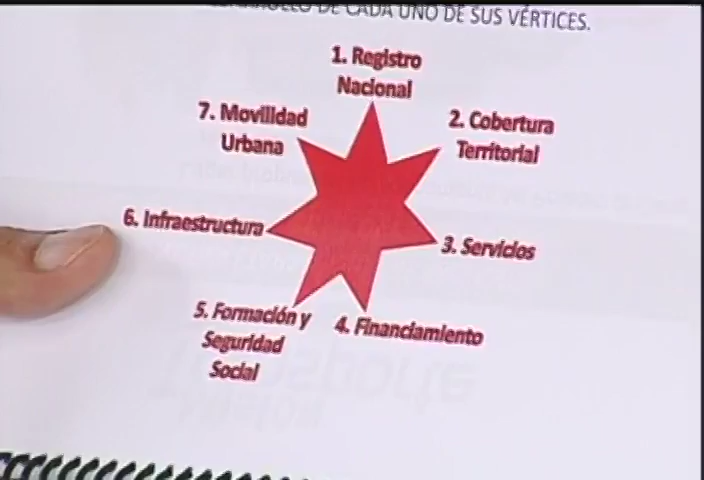 DE CADA UNO DE SUS VÉRTICES.
1. Registro
Nacional
2. Cobertura
Territorial
3. Servicios
4. Financiamiento
5. Formación y
Seguridad
Social
6. Infraestructura
7. Movilidad
Urbana